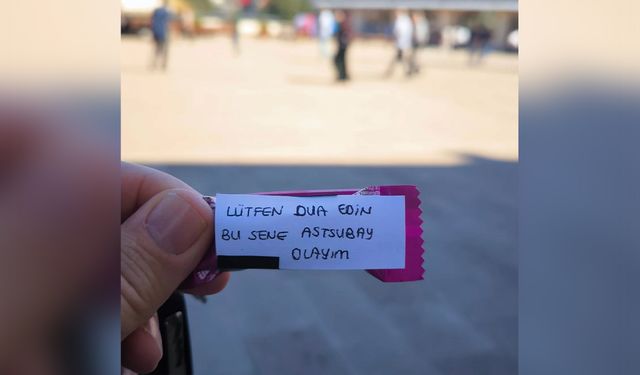 LÜTFEN DUA EDİN
BU SENE ASTSUBAY
OLAYIM